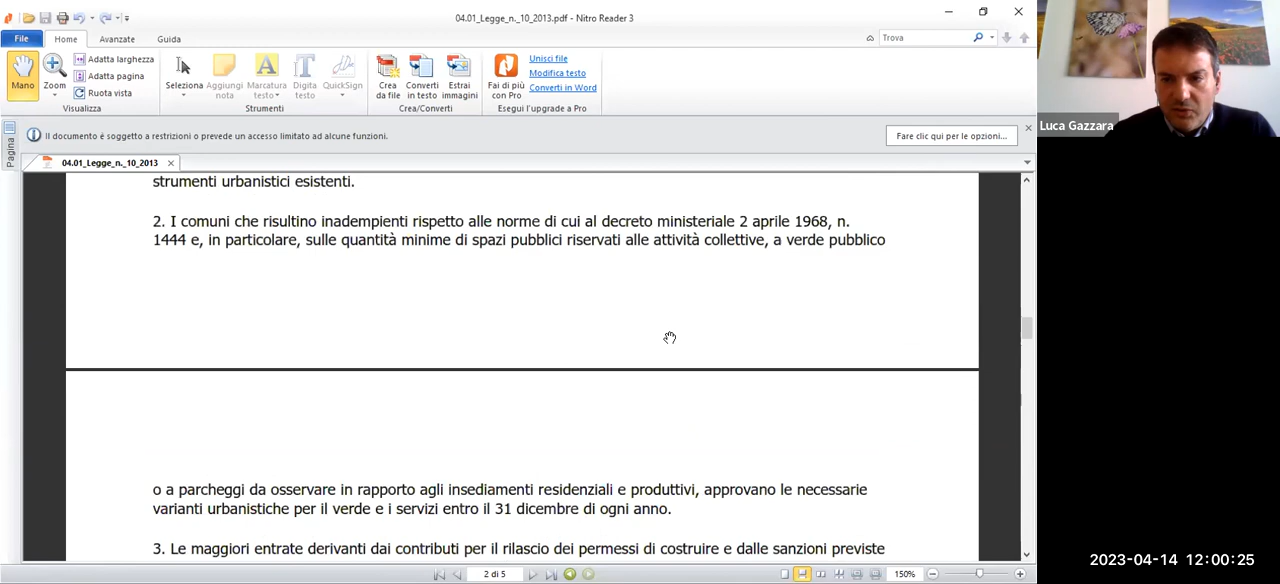 04.01_Legge_n._10_2013.pdf - Nitro Reader 3
File Home Avanzate Guida
Trova
Mano
Zoom
Adatta larghezza
Adatta pagina
Ruota vista
Visualizza
Seleziona
Aggiungi nota
Marcatura testo
Digita testo
QuickSign
Strumenti
Crea da file
Converti in testo
Estrai immagini
Crea/Converti
Fai di più con Pro
Unisci file
Modifica testo
Converti in Word
Esegui l'upgrade a Pro
Il documento è soggetto a restrizioni o prevede un accesso limitato ad alcune funzioni.
Fare clic qui per le opzioni...
Pagina
04.01_Legge_n._10_2013
strumenti urbanistici esistenti.
2. I comuni che risultino inadempienti rispetto alle norme di cui al decreto ministeriale 2 aprile 1968, n.
1444 e, in particolare, sulle quantità minime di spazi pubblici riservati alle attività collettive, a verde pubblico
o a parcheggi da osservare in rapporto agli insediamenti residenziali e produttivi, approvano le necessarie
varianti urbanistiche per il verde e i servizi entro il 31 dicembre di ogni anno.
3. Le maggiori entrate derivanti dai contributi per il rilascio dei permessi di costruire e dalle sanzioni previste
2 di 5
150%
Luca Gazzara
2023-04-14 12:00:25